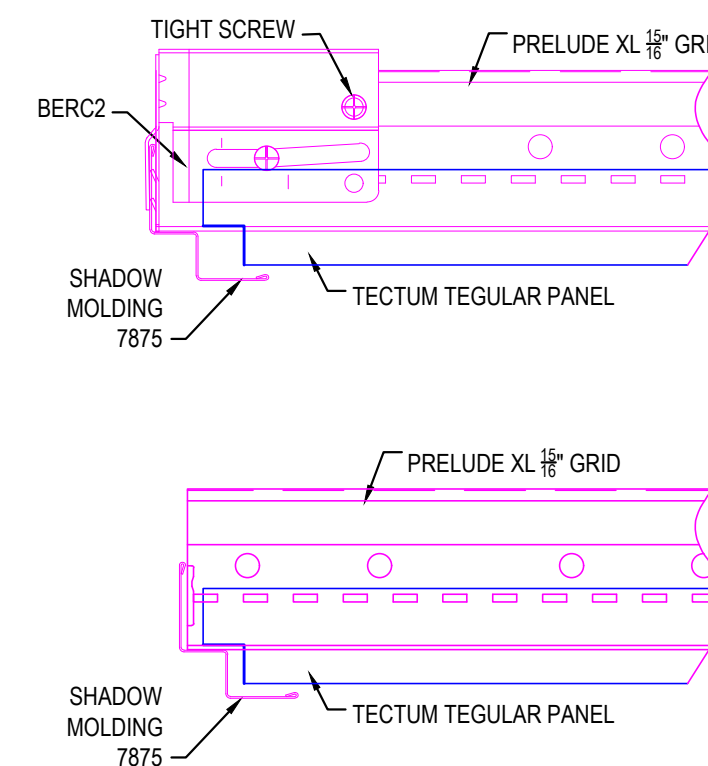 TIGHT SCREW
PRELUDE XL 15/16" GRI
BERC2
SHADOW
MOLDING
7875
TECTUM TEGULAR PANEL
PRELUDE XL 15/16" GRID
SHADOW
MOLDING
7875
TECTUM TEGULAR PANEL